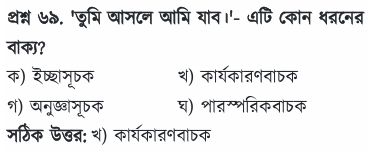 প্রশ্ন ৬৯. 'তুমি আসলে আমি যাব।'- এটি কোন ধরনের
বাক্য?
ক) ইচ্ছাসূচক খ) কার্যকারণবাচক
গ) অনুজ্ঞাসূচক ঘ) পারস্পরিকবাচক
সঠিক উত্তর: খ) কার্যকারণবাচক